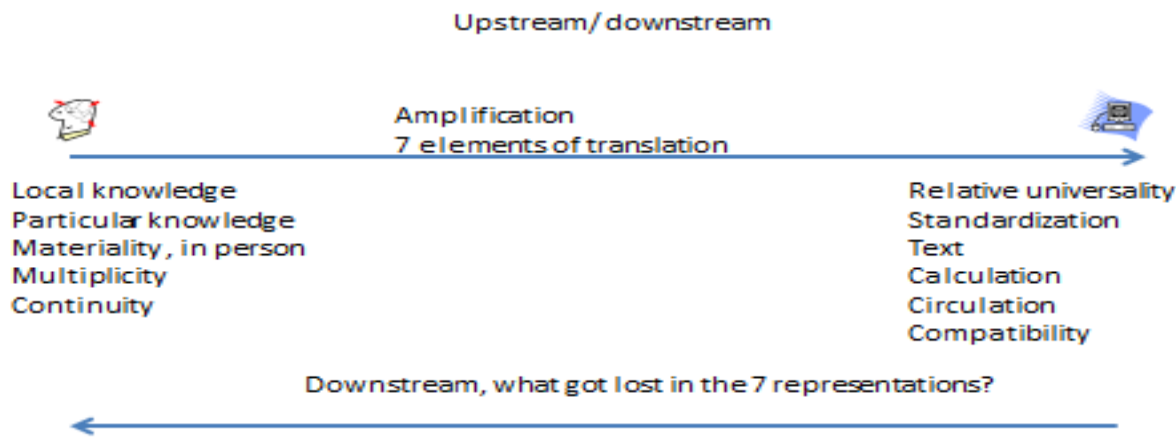 Upstream/downstream
Amplification
7 elements of translation
Local knowledge
Particular knowledge
Materiality, in person
Multiplicity
Continuity
Relative universality
Standardization
Text
Calculation
Circulation
Compatibility
Downstream, what got lost in the 7 representations?